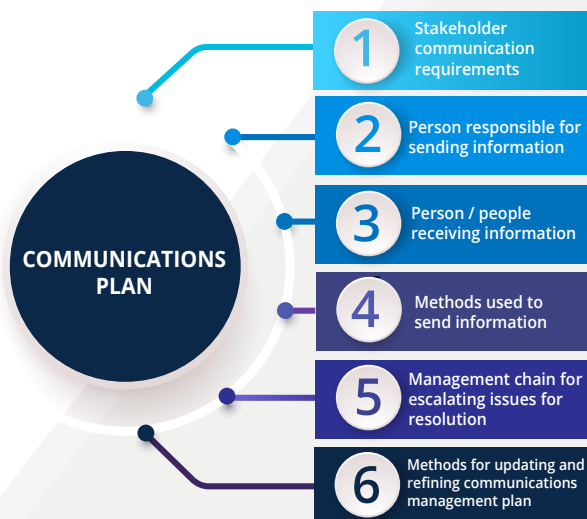 COMMUNICATIONS
PLAN
1
Stakeholder
communication
requirements
2
Person responsible for
sending information
3
Person / people
receiving information
4
Methods used to
send information
5
Management chain for
escalating issues for
resolution
6
Methods for updating and
refining communications
management plan